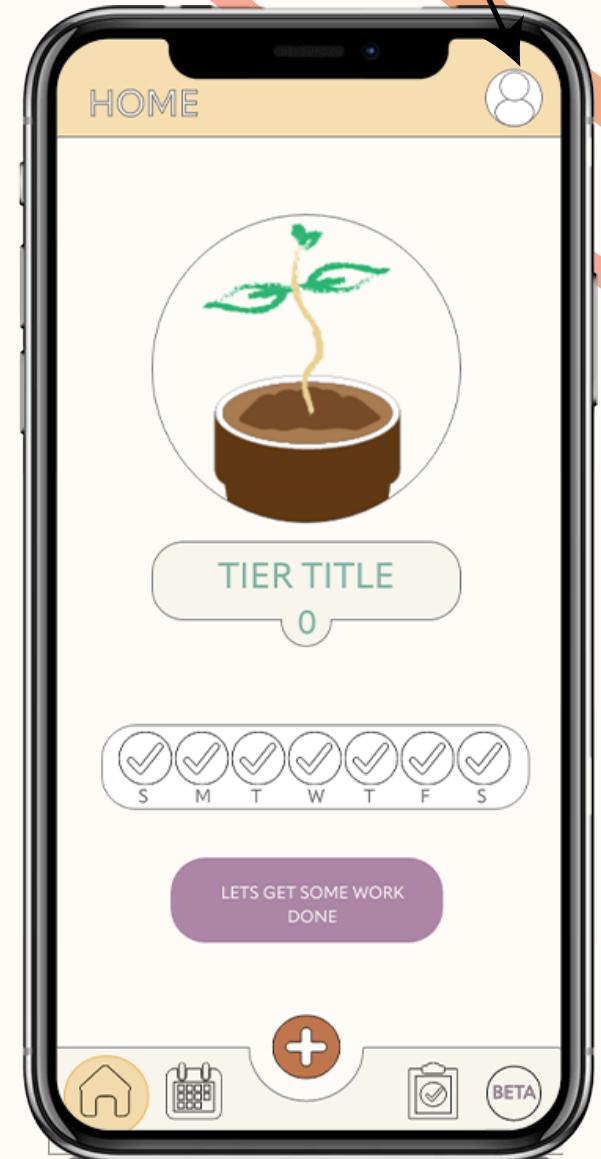 HOME
TIER TITLE
0
S M T W T F S
LETS GET SOME WORK
DONE
BETA